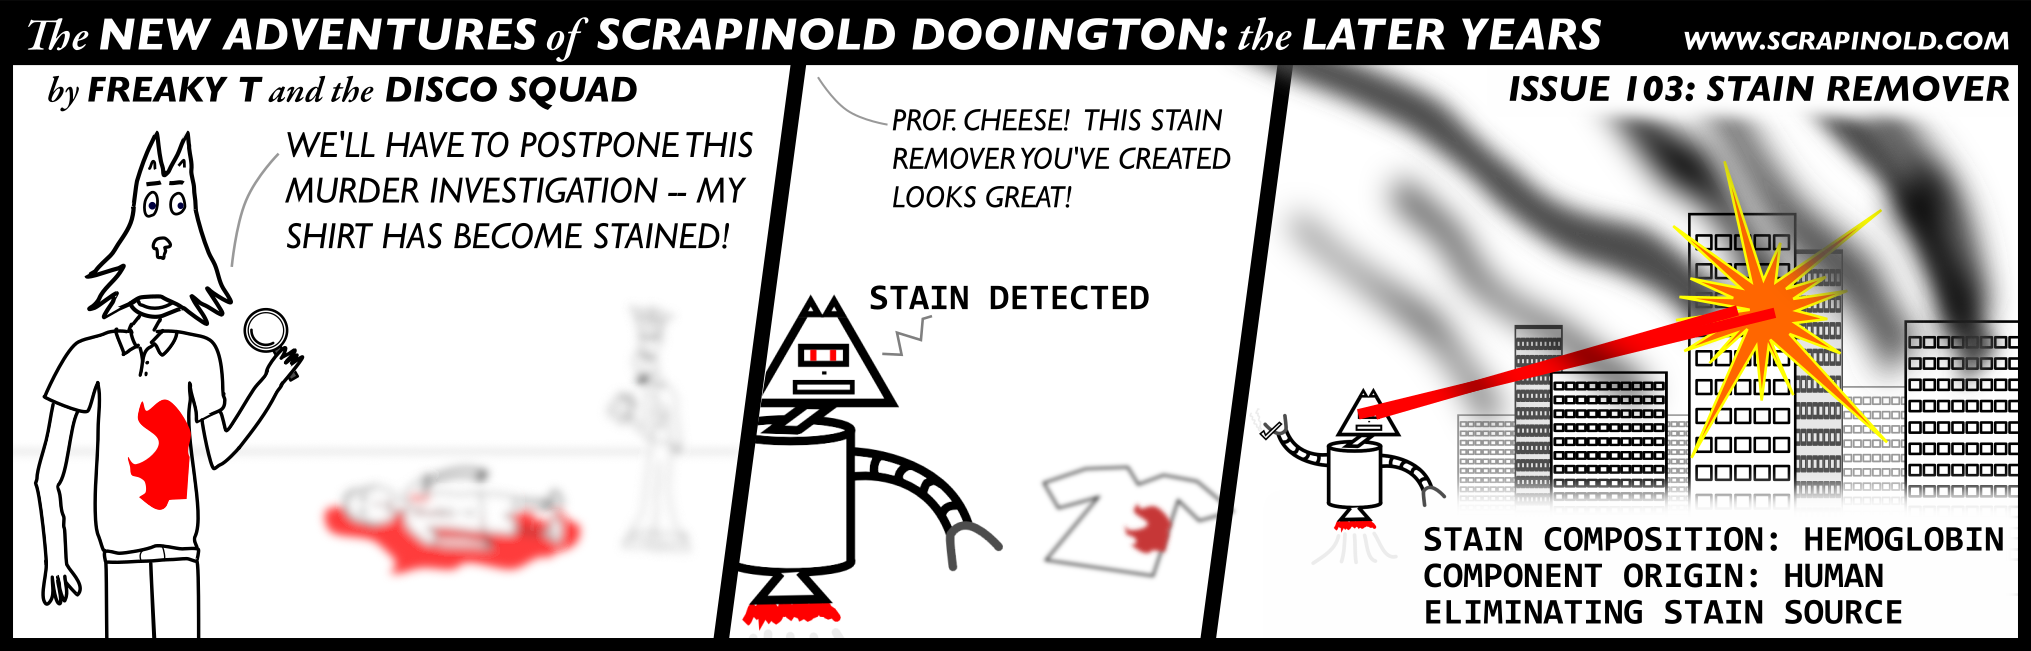 The NEW ADVENTURES of SCRAPINOLD DOOINGTON: the LATER YEARS
WWW.SCRAPINOLD.COM
by FREAKY T and the DISCO SQUAD
ISSUE 103: STAIN REMOVER
WE'LL HAVE TO POSTPONE THIS
MURDER INVESTIGATION -- MY
SHIRT HAS BECOME STAINED!
PROF. CHEESE! THIS STAIN
REMOVER YOU'VE CREATED
LOOKS GREAT!
STAIN DETECTED
STAIN COMPOSITION: HEMOGLOBIN
COMPONENT ORIGIN: HUMAN
ELIMINATING STAIN SOURCE